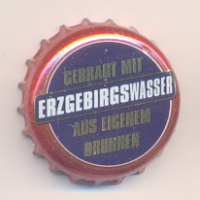 GEBRAUT MIT
ERZGEBIRGSWASSER
AUS EIGENEM
BRUNNEN